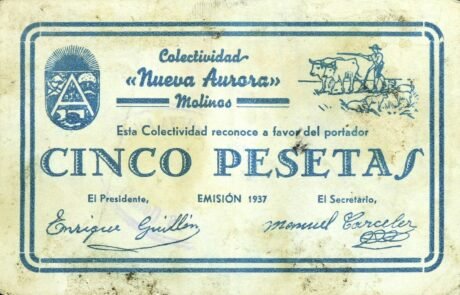 Colectividad
«Nueva Aurora»
Molinos
Esta Colectividad reconoce a favor del portador
CINCO PESETAS
El Presidente, EMISIÓN 1937 El Secretario,
Enrique Guillén Manuel Carceler